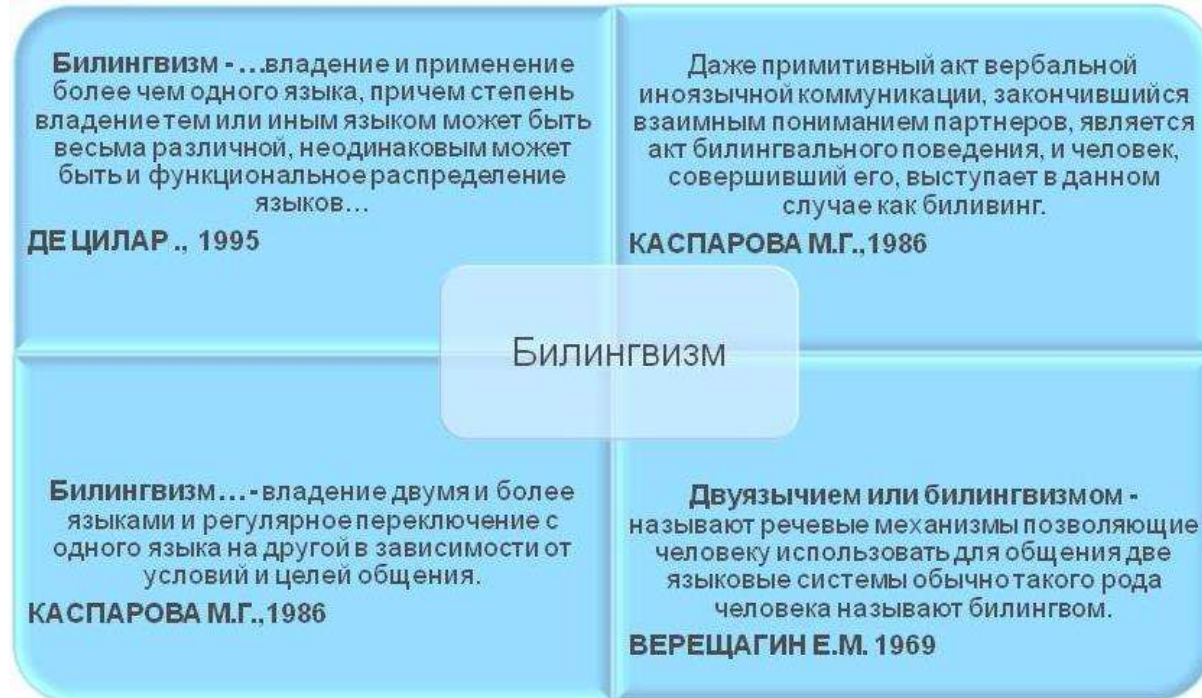 Билингвизм - ...владение и применение
более чем одного языка, причем степень
владение тем или иным языком может быть
весьма различной, неодинаковым может
быть и функциональное распределение
языков...
ДЕ ЦИЛАР ., 1995
Даже примитивный акт вербальной
иноязычной коммуникации, закончившийся
взаимным пониманием партнеров, является
акт билингвального поведения, и человек,
совершивший его, выступает в данном
случае как биливинг.
КАСПАРОВА М.Г.,1986
Билингвизм
Билингвизм...- владение двумя и более
языками и регулярное переключение с
одного языка на другой в зависимости от
условий и целей общения.
КАСПАРОВА М.Г.,1986
Двуязычием или билингвизмом -
называют речевые механизмы позволяющие
человеку использовать для общения две
языковые системы обычно такого рода
человека называют билингвом.
ВЕРЕЩАГИН Е.М. 1969